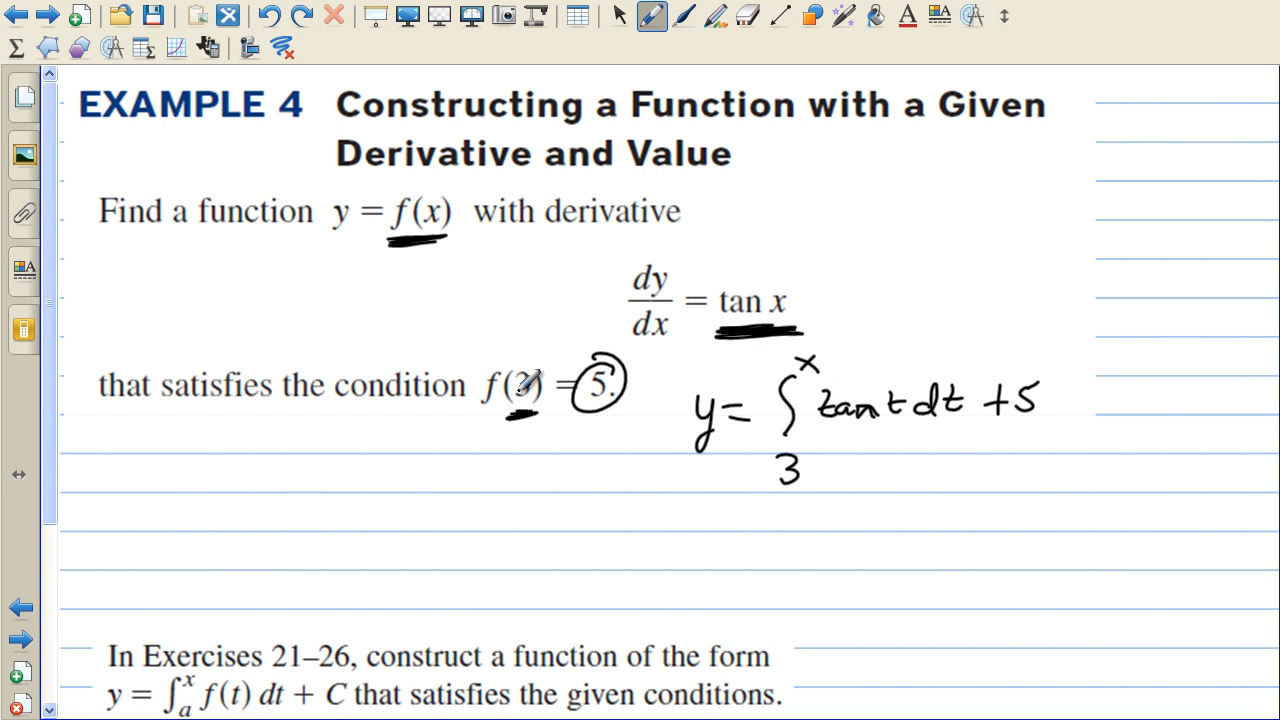 EXAMPLE 4 Constructing a Function with a Given
Derivative and Value
Find a function y = f(x) with derivative
dy/dx = tan x
that satisfies the condition f(3) = 5.
y = ∫₃ˣ tan t dt + 5
In Exercises 21–26, construct a function of the form
y = ∫ₐˣ f(t) dt + C that satisfies the given conditions.